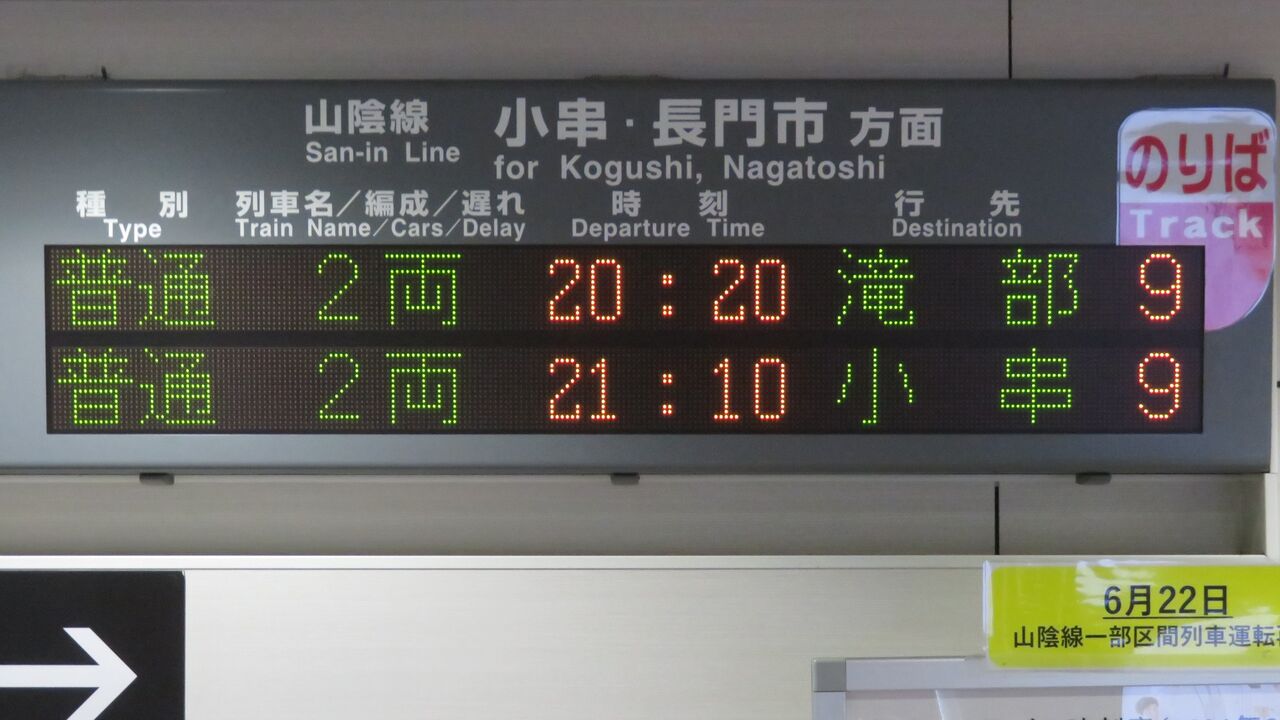 山陰線 小串・長門市 方面
San-in Line for Kogushi, Nagatoshi
のりば
Track
種別 列車名／編成／遅れ 時刻 行先
Type Train Name／Cars／Delay Departure Time Destination
普通 2両 20:20 滝部 9
普通 2両 21:10 小串 9
6月22日
山陰線一部区間列車運転